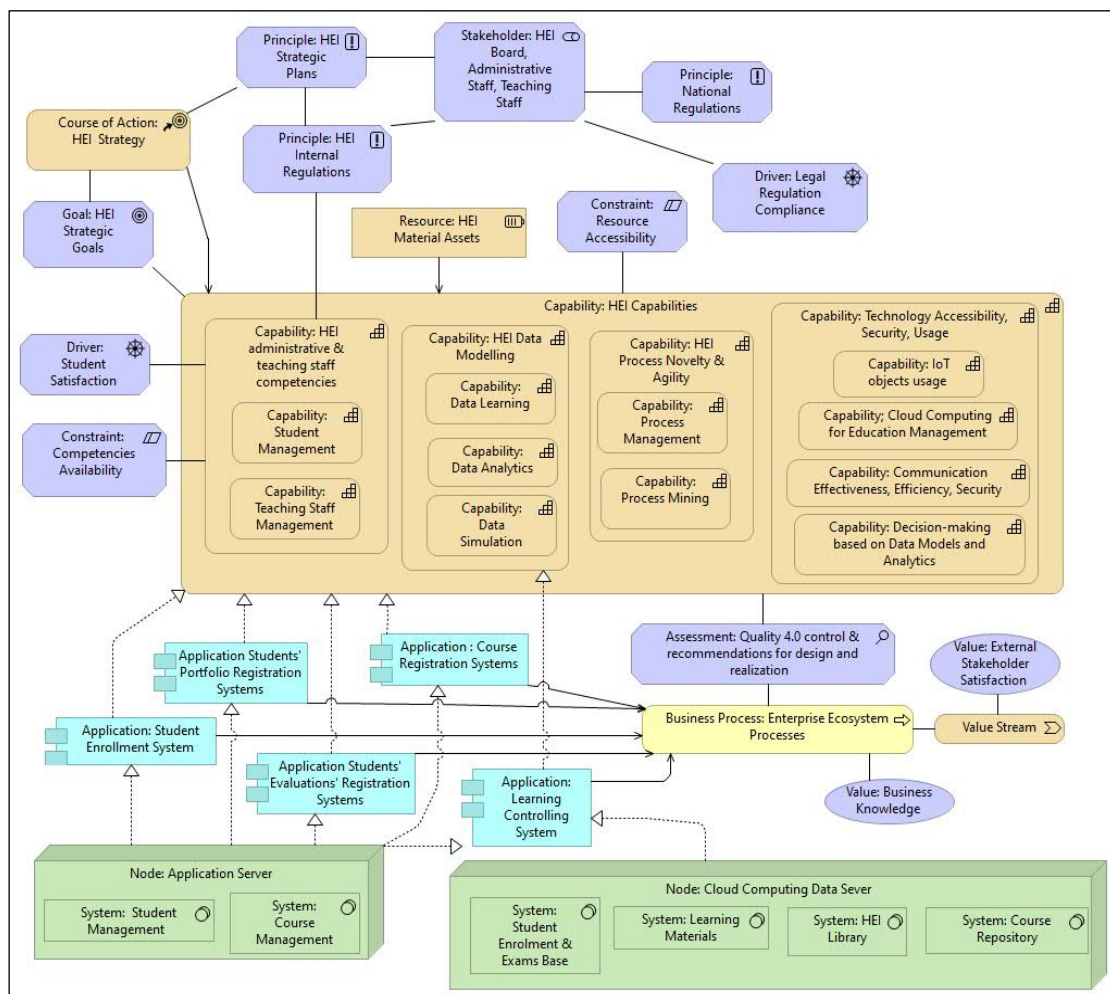 Principle: HEI
Strategic
Plans
Stakeholder: HEI
Board,
Administrative
Staff, Teaching
Staff
Principle:
National
Regulations
Course of Action:
HEI  Strategy
Principle: HEI
Internal
Regulations
Driver: Legal
Regulation
Compliance
Goal: HEI
Strategic
Goals
Resource: HEI
Material Assets
Constraint:
Resource
Accessibility
Capability: HEI Capabilities
Driver:
Student
Satisfaction
Constraint:
Competencies
Availability
Capability: HEI
administrative &
teaching staff
competencies
Capability:
Student
Management
Capability:
Teaching Staff
Management
Capability: HEI Data
Modelling
Capability:
Data Learning
Capability:
Data Analytics
Capability:
Data
Simulation
Capability: HEI
Process Novelty &
Agility
Capability:
Process
Management
Capability:
Process Mining
Capability: Technology Accessibility,
Security, Usage
Capability: IoT
objects usage
Capability; Cloud Computing
for Education Management
Capability: Communication
Effectiveness, Efficiency, Security
Capability: Decision-making
based on Data Models and
Analytics
Application Students'
Portfolio Registration
Systems
Application : Course
Registration Systems
Assessment: Quality 4.0 control &
recommendations for design and
realization
Value: External
Stakeholder
Satisfaction
Application: Student
Enrollment System
Business Process: Enterprise Ecosystem
Processes
Value Stream
Application Students'
Evaluations' Registration
Systems
Application:
Learning
Controlling
System
Value: Business
Knowledge
Node: Application Server
System:  Student
Management
System:
Course
Management
Node: Cloud Computing Data Sever
System:
Student
Enrolment &
Exams Base
System: Learning
Materials
System: HEI
Library
System: Course
Repository